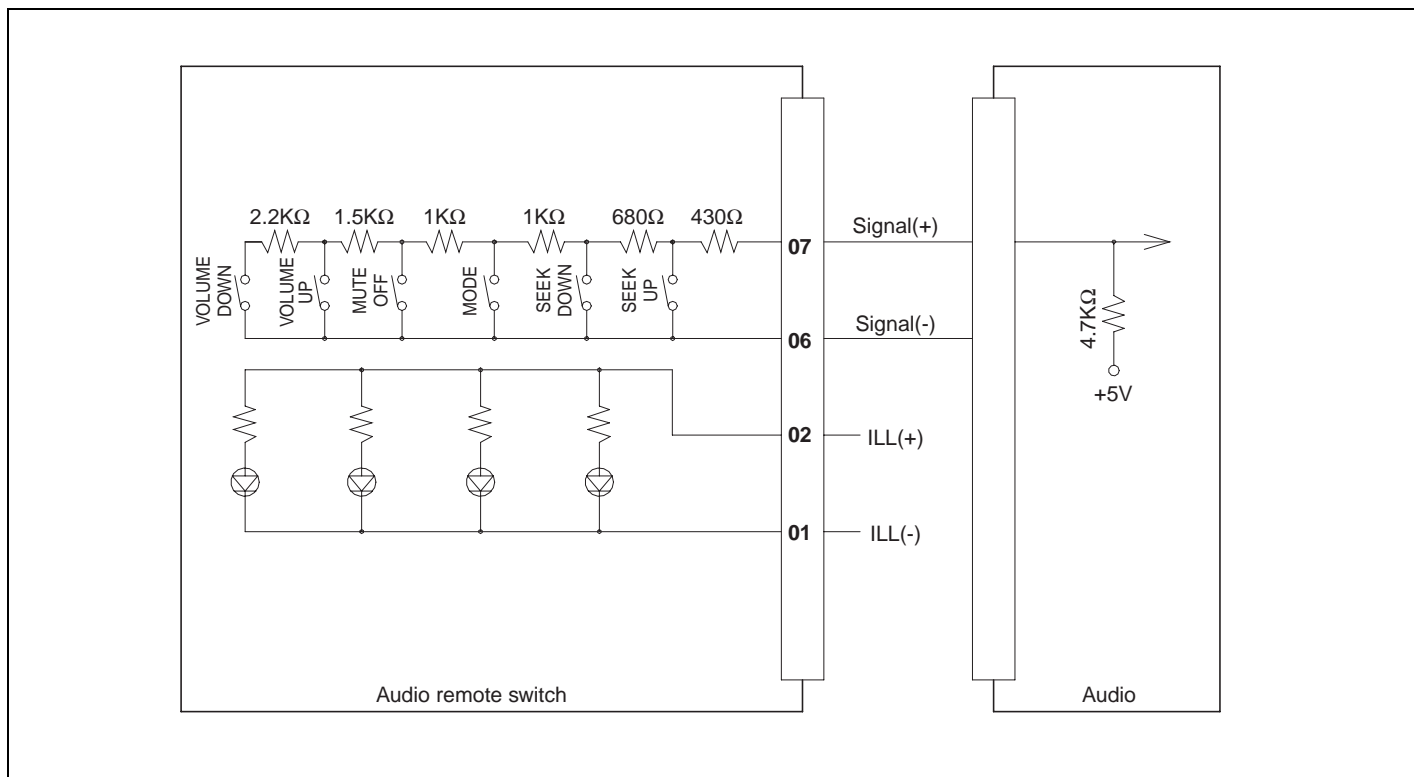 2.2KΩ 1.5KΩ 1KΩ 1KΩ 680Ω 430Ω
VOLUME DOWN
VOLUME UP
MUTE OFF
MODE
SEEK DOWN
SEEK UP
07
Signal(+)
06
Signal(-)
4.7KΩ
+5V
02
ILL(+)
01
ILL(-)
Audio remote switch
Audio